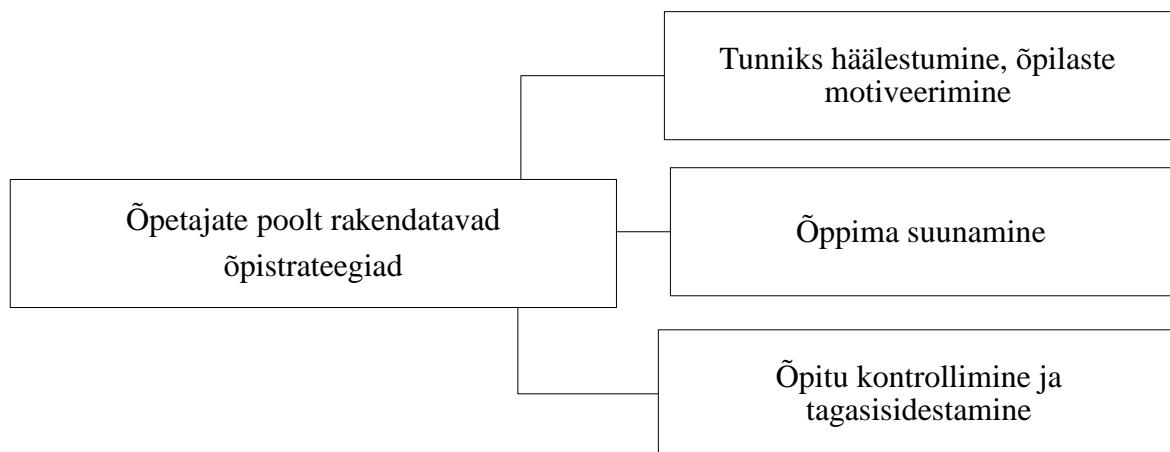 Tunniks häälestumine, õpilaste
motiveerimine
Õpetajate poolt rakendatavad
õpistrateegiad
Õppima suunamine
Õpitu kontrollimine ja
tagasisidestamine